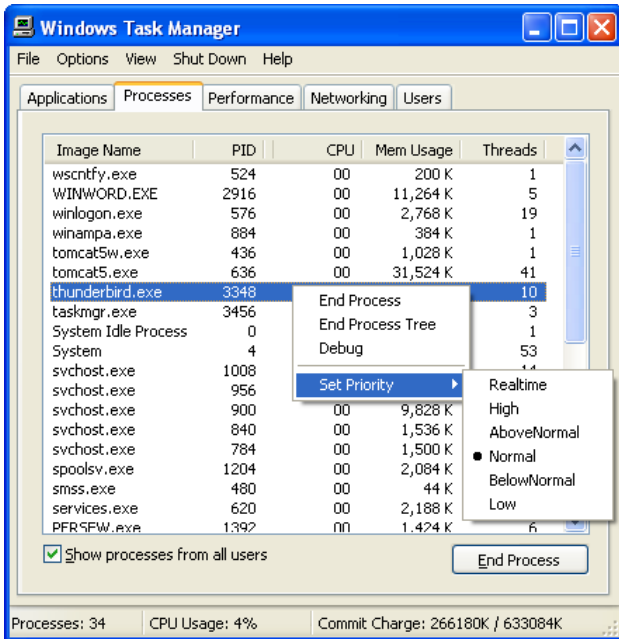 Windows Task Manager
File Options View Shut Down Help
Applications Processes Performance Networking Users
Image Name PID CPU Mem Usage Threads
wscntfy.exe 524 00 200 K 1
WINWORD.EXE 2916 00 11,264 K 5
winlogon.exe 576 00 2,768 K 19
winampa.exe 884 00 384 K 1
tomcat5w.exe 436 00 1,028 K 1
tomcat5.exe 636 00 31,524 K 41
thunderbird.exe 3348 10
End Process
taskmgr.exe 3456 3
End Process Tree
System Idle Process 0 1
Debug
System 4 53
svchost.exe 1008
Set Priority
Realtime
svchost.exe 956
High
svchost.exe 900 00 9,828 K
AboveNormal
svchost.exe 840 00 1,536 K
Normal
svchost.exe 784 00 1,500 K
BelowNormal
spoolsv.exe 1204 00 2,084 K
Low
smss.exe 480 00 44 K
services.exe 620 00 2,188 K
PERSFW.exe 1392 00 1,424 K 6
Show processes from all users
End Process
Processes: 34 CPU Usage: 4% Commit Charge: 266180K / 633084K